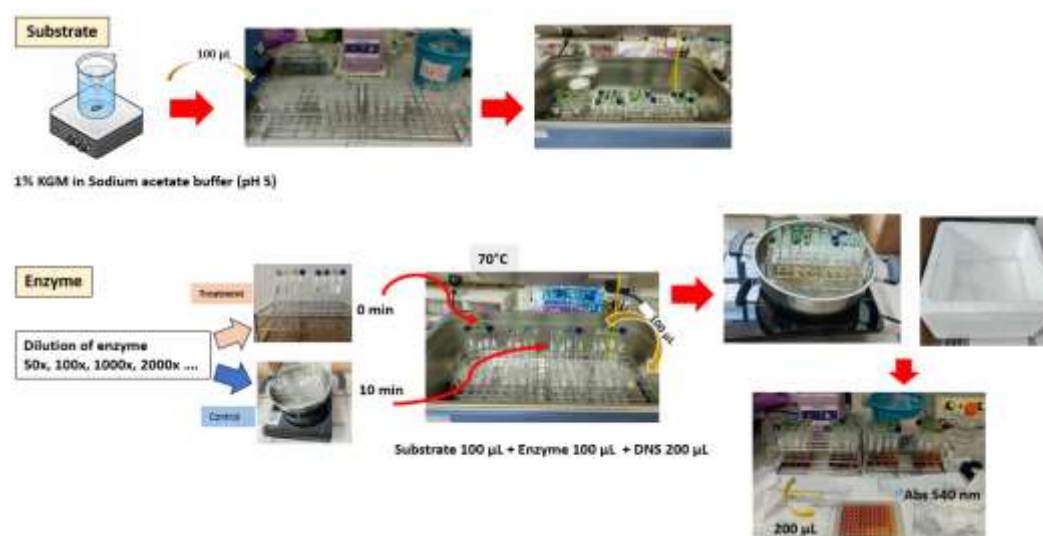 Substrate
100 µL
1% KGM in Sodium acetate buffer (pH 5)
70°C
Enzyme
Treatment
0 min
100 µL
Dilution of enzyme
50x, 100x, 1000x, 2000x ....
10 min
Control
Substrate 100 µL + Enzyme 100 µL + DNS 200 µL
Abs 540 nm
200 µL